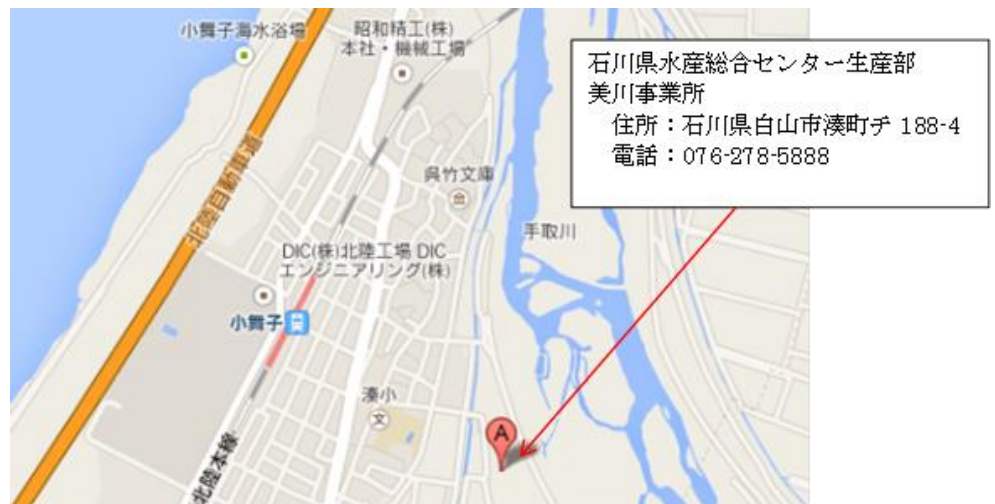 小舞子海水浴場
昭和精工(株)
本社・機械工場
石川県水産総合センター生産部
美川事業所
住所：石川県白山市湊町チ 188-4
電話：076-278-5888
北陸自動車道
呉竹文庫
手取川
DIC(株)北陸工場 DIC
エンジニアリング(株)
小舞子
駅
湊小
文
A
北陸本線